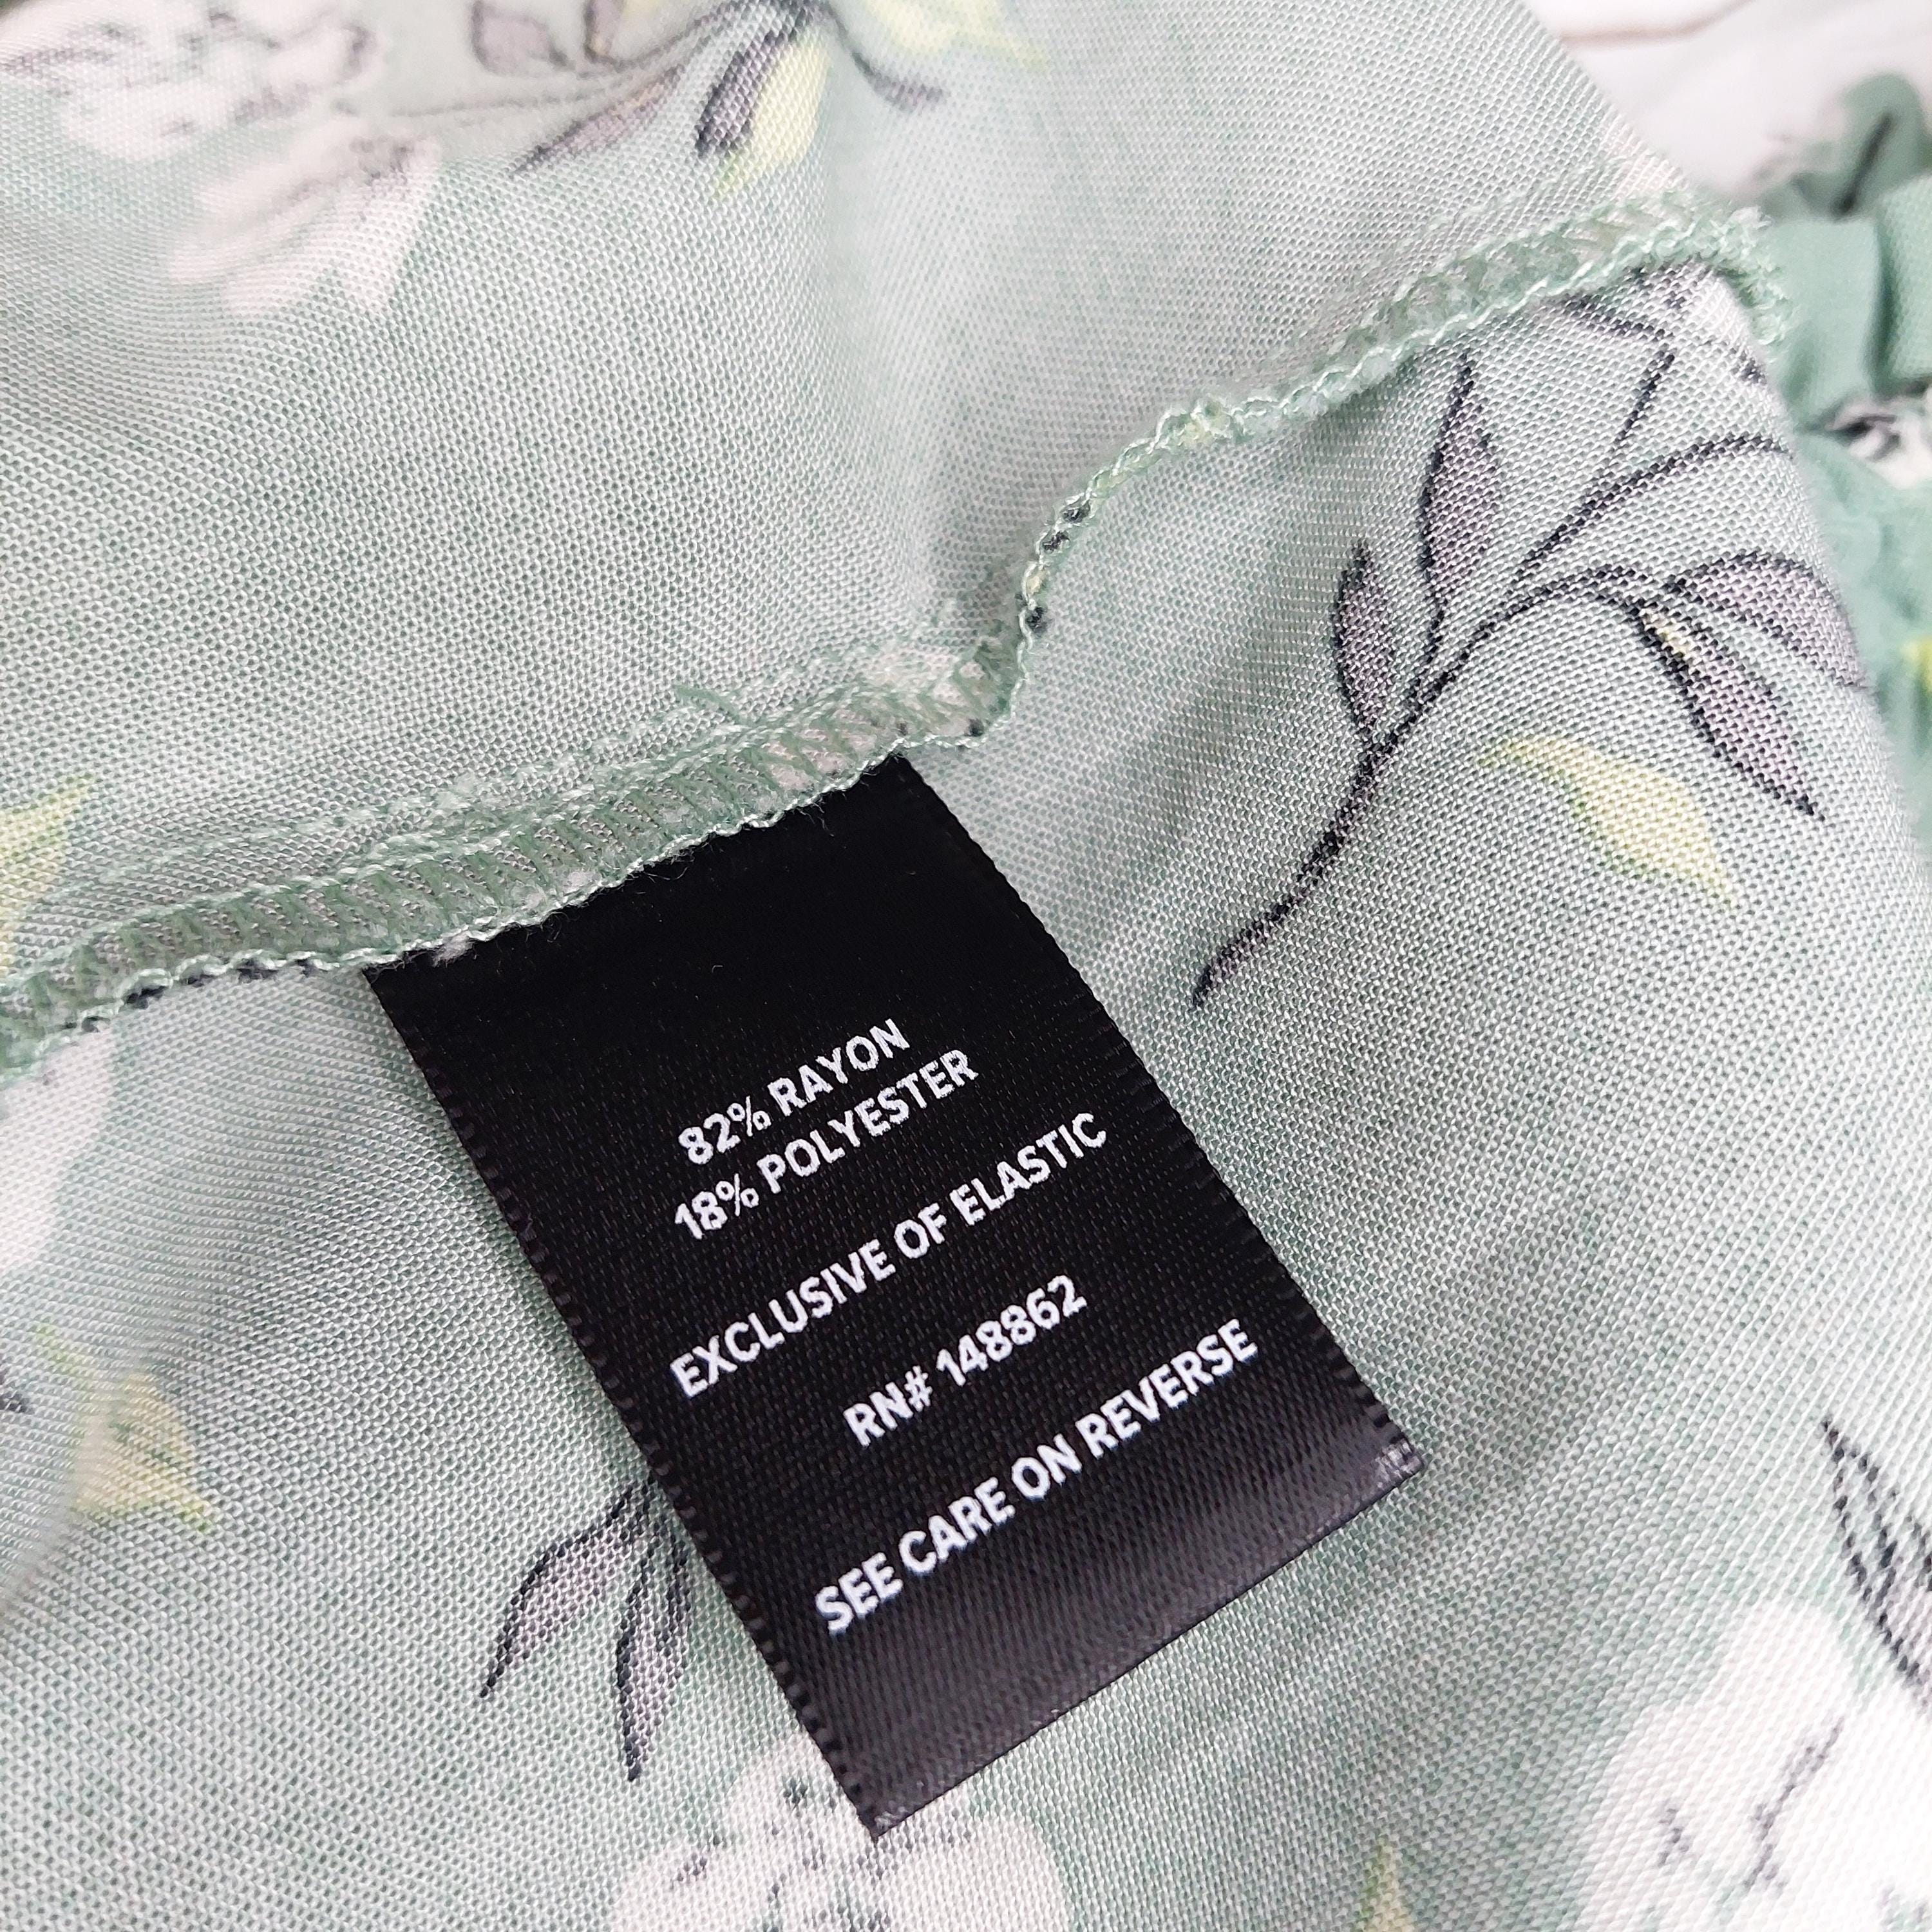 82% RAYON
18% POLYESTER
EXCLUSIVE OF ELASTIC
RN# 148862
SEE CARE ON REVERSE